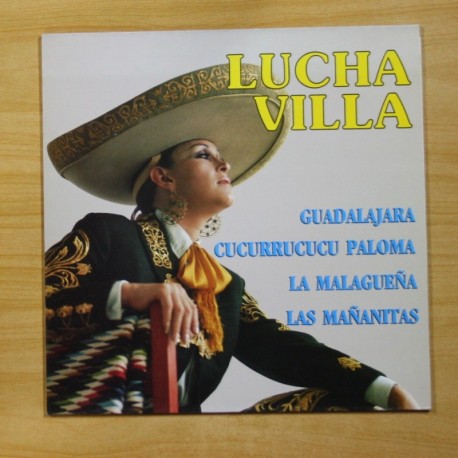 LUCHA
VILLA
GUADALAJARA
CUCURRUCUCU PALOMA
LA MALAGUEÑA
LAS MAÑANITAS